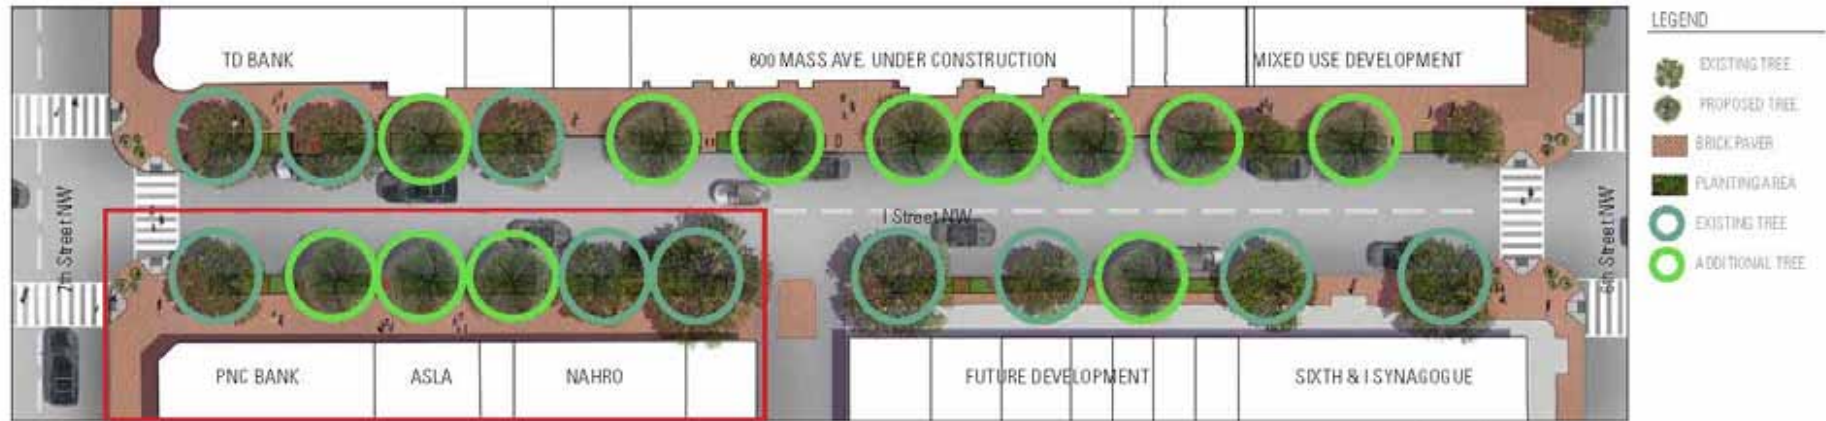 TD BANK
600 MASS AVE. UNDER CONSTRUCTION
MIXED USE DEVELOPMENT
7th Street NW
I Street NW
6th Street NW
PNC BANK
ASLA
NAHRO
FUTURE DEVELOPMENT
SIXTH & I SYNAGOGUE
LEGEND
EXISTING TREE
PROPOSED TREE
BRICK PAVER
PLANTING AREA
EXISTING TREE
ADDITIONAL TREE